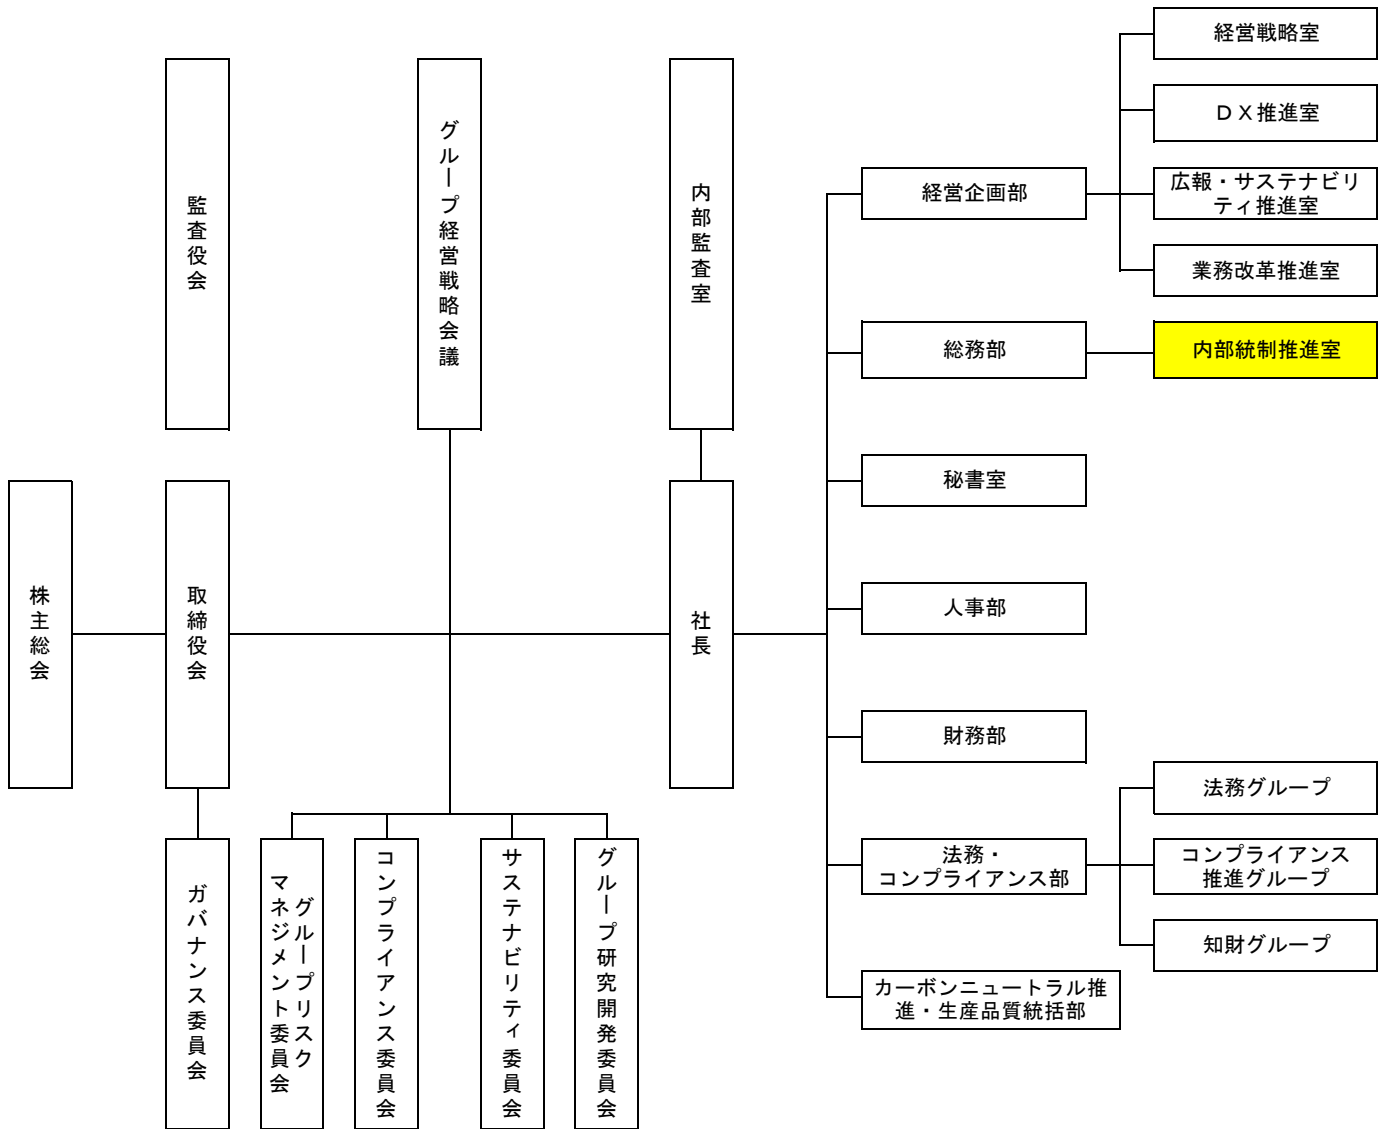 監査役会
グループ経営戦略会議
内部監査室
株主総会
取締役会
社長
ガバナンス委員会
グループリスク
マネジメント委員会
コンプライアンス委員会
サステナビリティ委員会
グループ研究開発委員会
経営企画部
経営戦略室
ＤＸ推進室
広報・サステナビリ
ティ推進室
業務改革推進室
総務部
内部統制推進室
秘書室
人事部
財務部
法務・
コンプライアンス部
法務グループ
コンプライアンス
推進グループ
知財グループ
カーボンニュートラル推
進・生産品質統括部